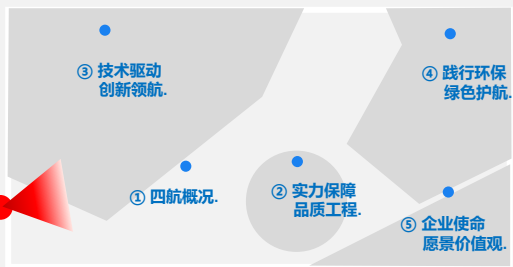 ③ 技术驱动
创新领航.
④ 践行环保
绿色护航.
① 四航概况.
② 实力保障
品质工程.
⑤ 企业使命
愿景价值观.